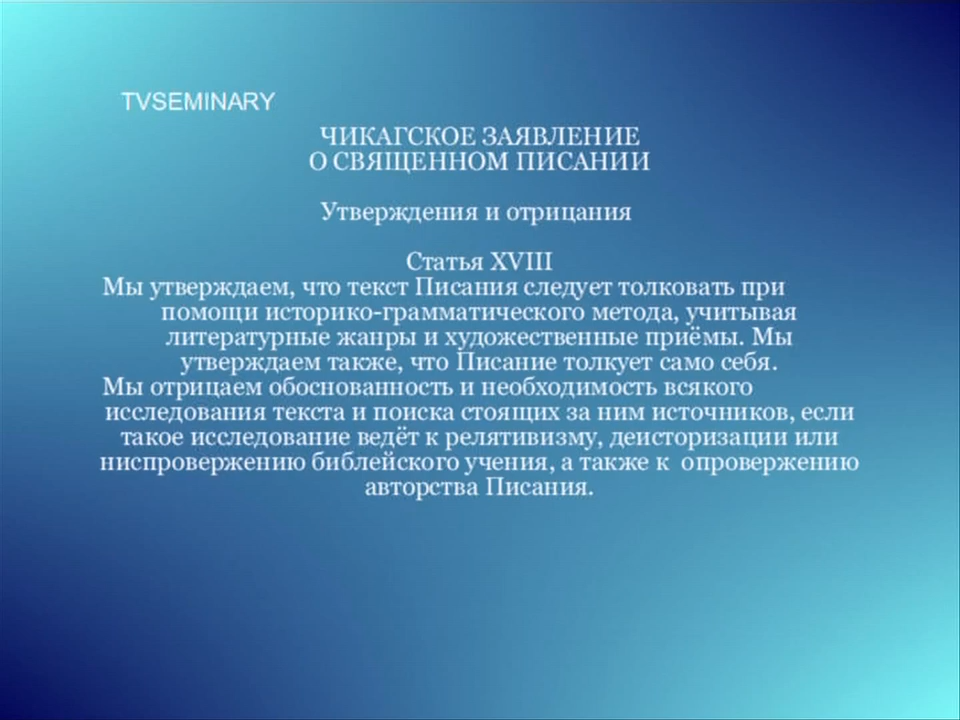 TVSEMINARY
ЧИКАГСКОЕ ЗАЯВЛЕНИЕ
О СВЯЩЕННОМ ПИСАНИИ
Утверждения и отрицания
Статья XVIII
Мы утверждаем, что текст Писания следует толковать при
помощи историко-грамматического метода, учитывая
литературные жанры и художественные приёмы. Мы
утверждаем также, что Писание толкует само себя.
Мы отрицаем обоснованность и необходимость всякого
исследования текста и поиска стоящих за ним источников, если
такое исследование ведёт к релятивизму, деисторизации или
ниспровержению библейского учения, а также к опровержению
авторства Писания.